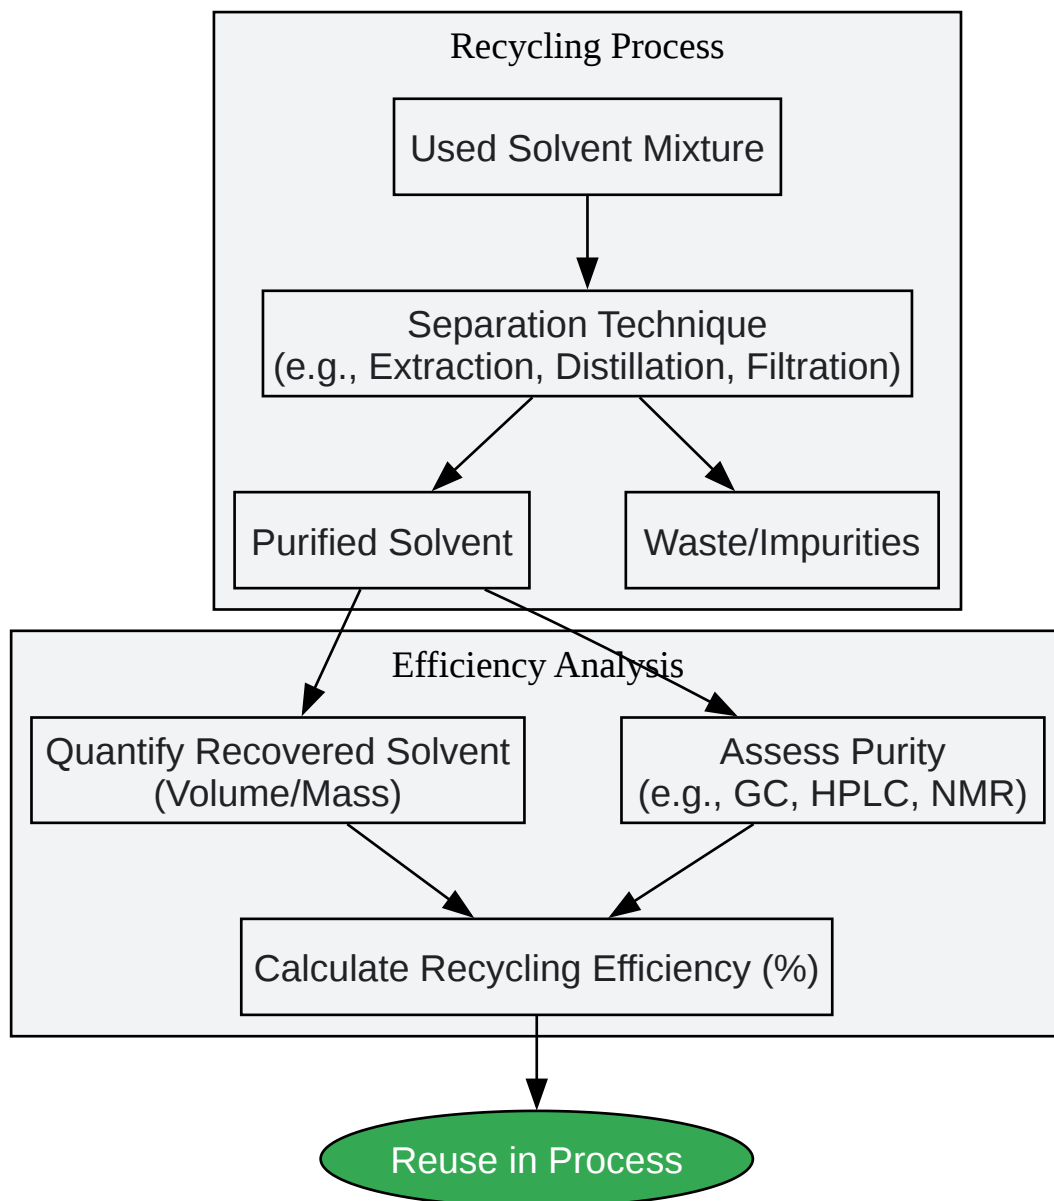 Recycling Process
Used Solvent Mixture
Separation Technique
(e.g., Extraction, Distillation, Filtration)
Purified Solvent
Waste/Impurities
Efficiency Analysis
Quantify Recovered Solvent
(Volume/Mass)
Assess Purity
(e.g., GC, HPLC, NMR)
Calculate Recycling Efficiency (%)
Reuse in Process